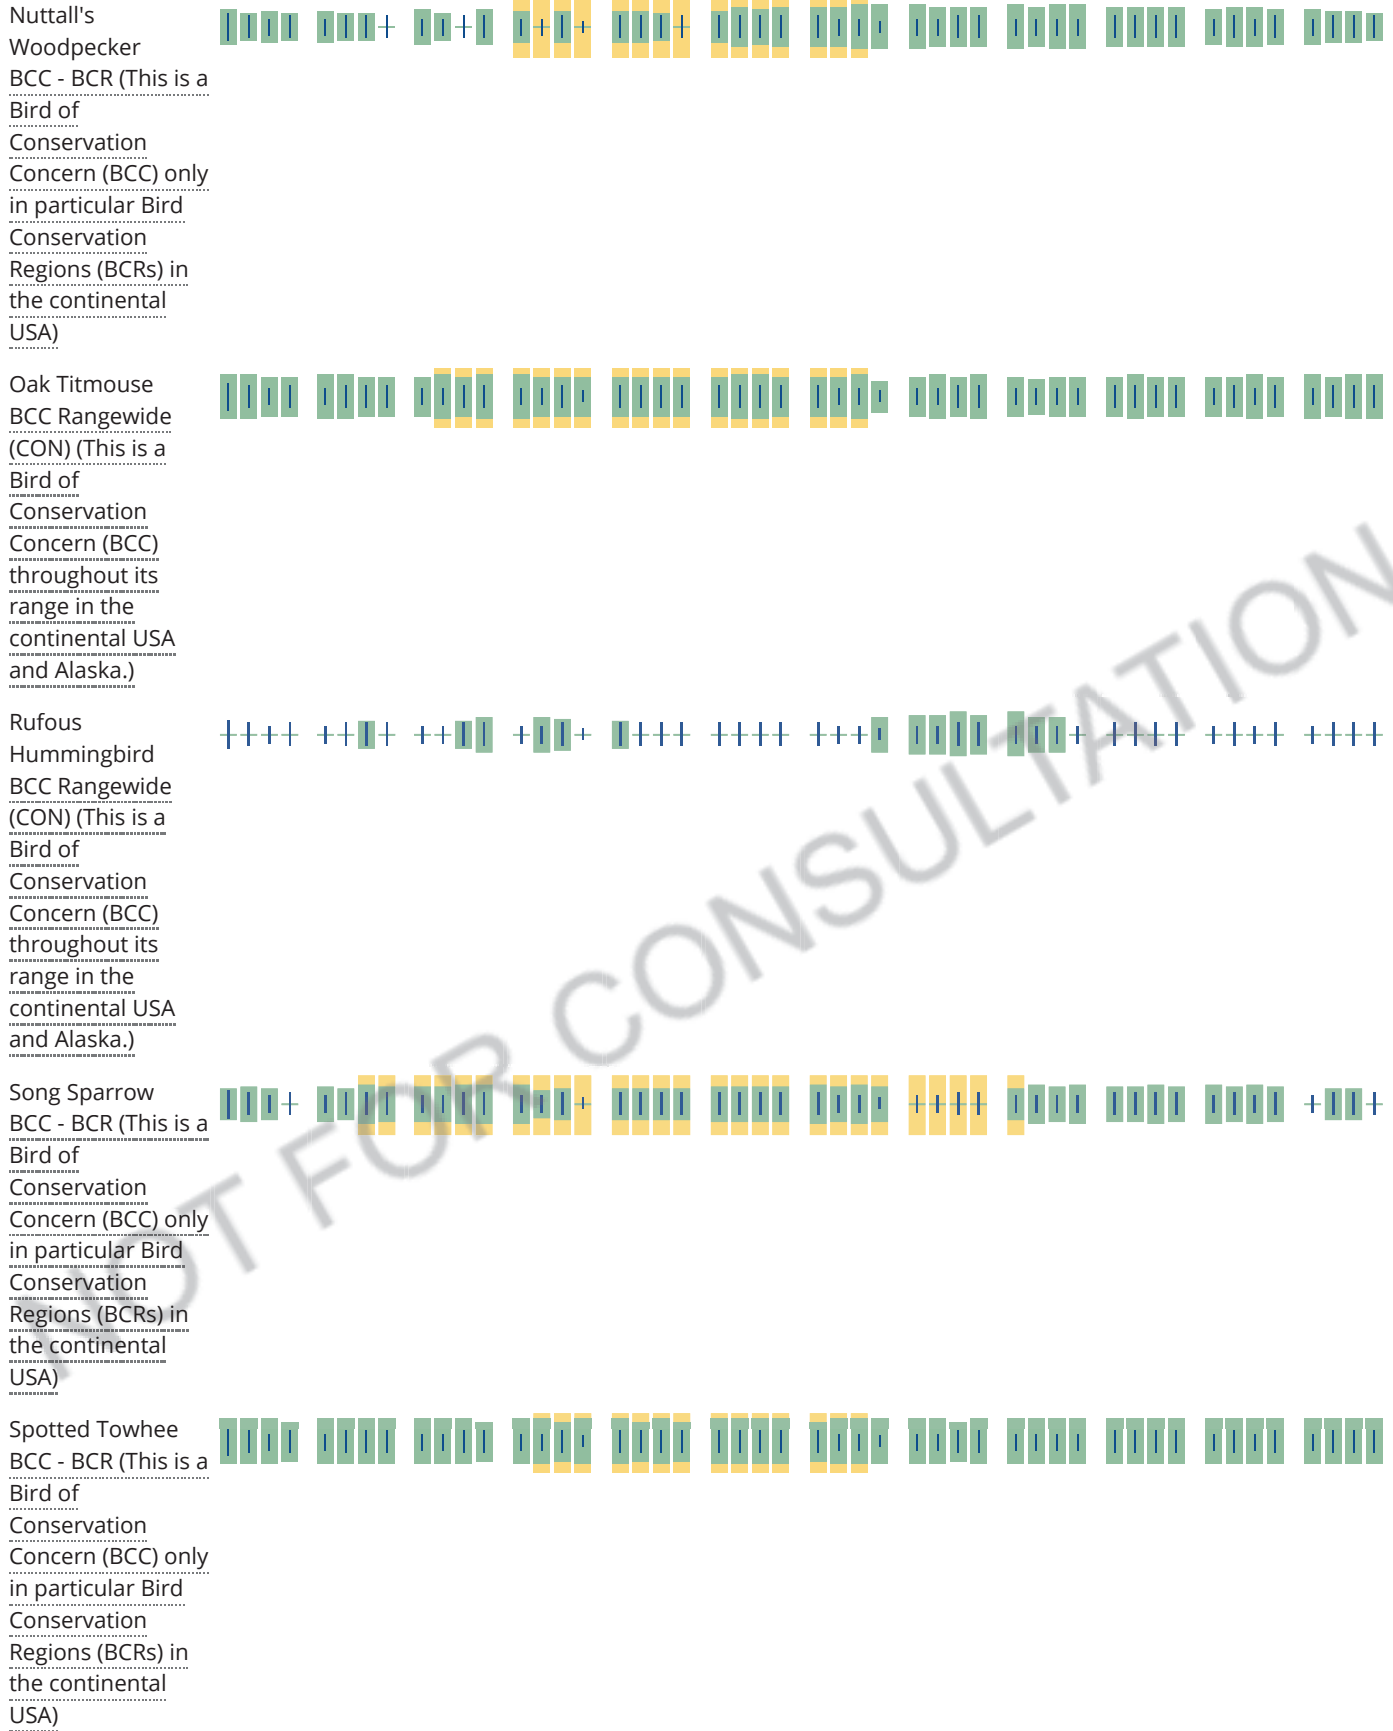 Nuttall's
Woodpecker
BCC - BCR (This is a
Bird of
Conservation
Concern (BCC) only
in particular Bird
Conservation
Regions (BCRs) in
the continental
USA)
Oak Titmouse
BCC Rangewide
(CON) (This is a
Bird of
Conservation
Concern (BCC)
throughout its
range in the
continental USA
and Alaska.)
Rufous
Hummingbird
BCC Rangewide
(CON) (This is a
Bird of
Conservation
Concern (BCC)
throughout its
range in the
continental USA
and Alaska.)
Song Sparrow
BCC - BCR (This is a
Bird of
Conservation
Concern (BCC) only
in particular Bird
Conservation
Regions (BCRs) in
the continental
USA)
Spotted Towhee
BCC - BCR (This is a
Bird of
Conservation
Concern (BCC) only
in particular Bird
Conservation
Regions (BCRs) in
the continental
USA)
NOT FOR CONSULTATION